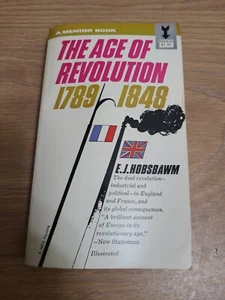 A MENTOR BOOK
THE AGE OF
REVOLUTION
1789 1848
E.J.HOBSBAWM
The dual revolution—
industrial and
political—in England
and France, and
its global consequences.
"A brilliant account
of Europe in its
revolutionary age."
—New Statesman
Illustrated